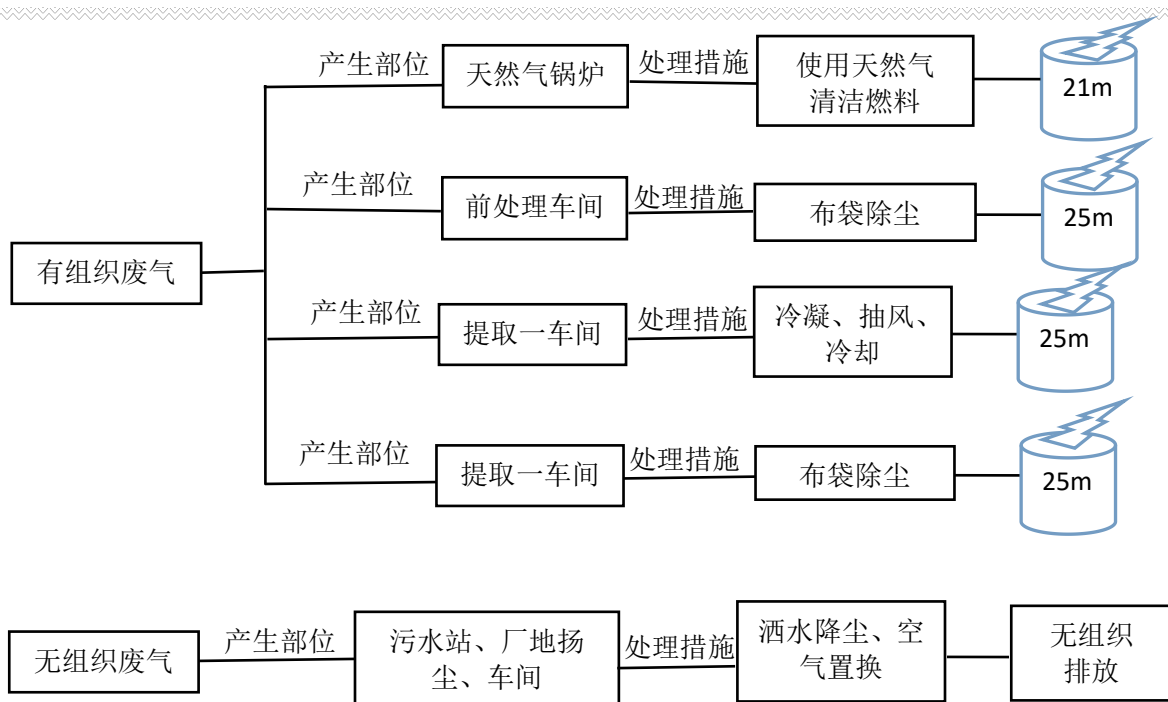 产生部位
天然气锅炉
处理措施
使用天然气
清洁燃料
21m
产生部位
前处理车间
处理措施
布袋除尘
25m
有组织废气
产生部位
提取一车间
处理措施
冷凝、抽风、
冷却
25m
产生部位
提取一车间
处理措施
布袋除尘
25m
无组织废气
产生部位
污水站、厂地扬
尘、车间
处理措施
洒水降尘、空
气置换
无组织
排放